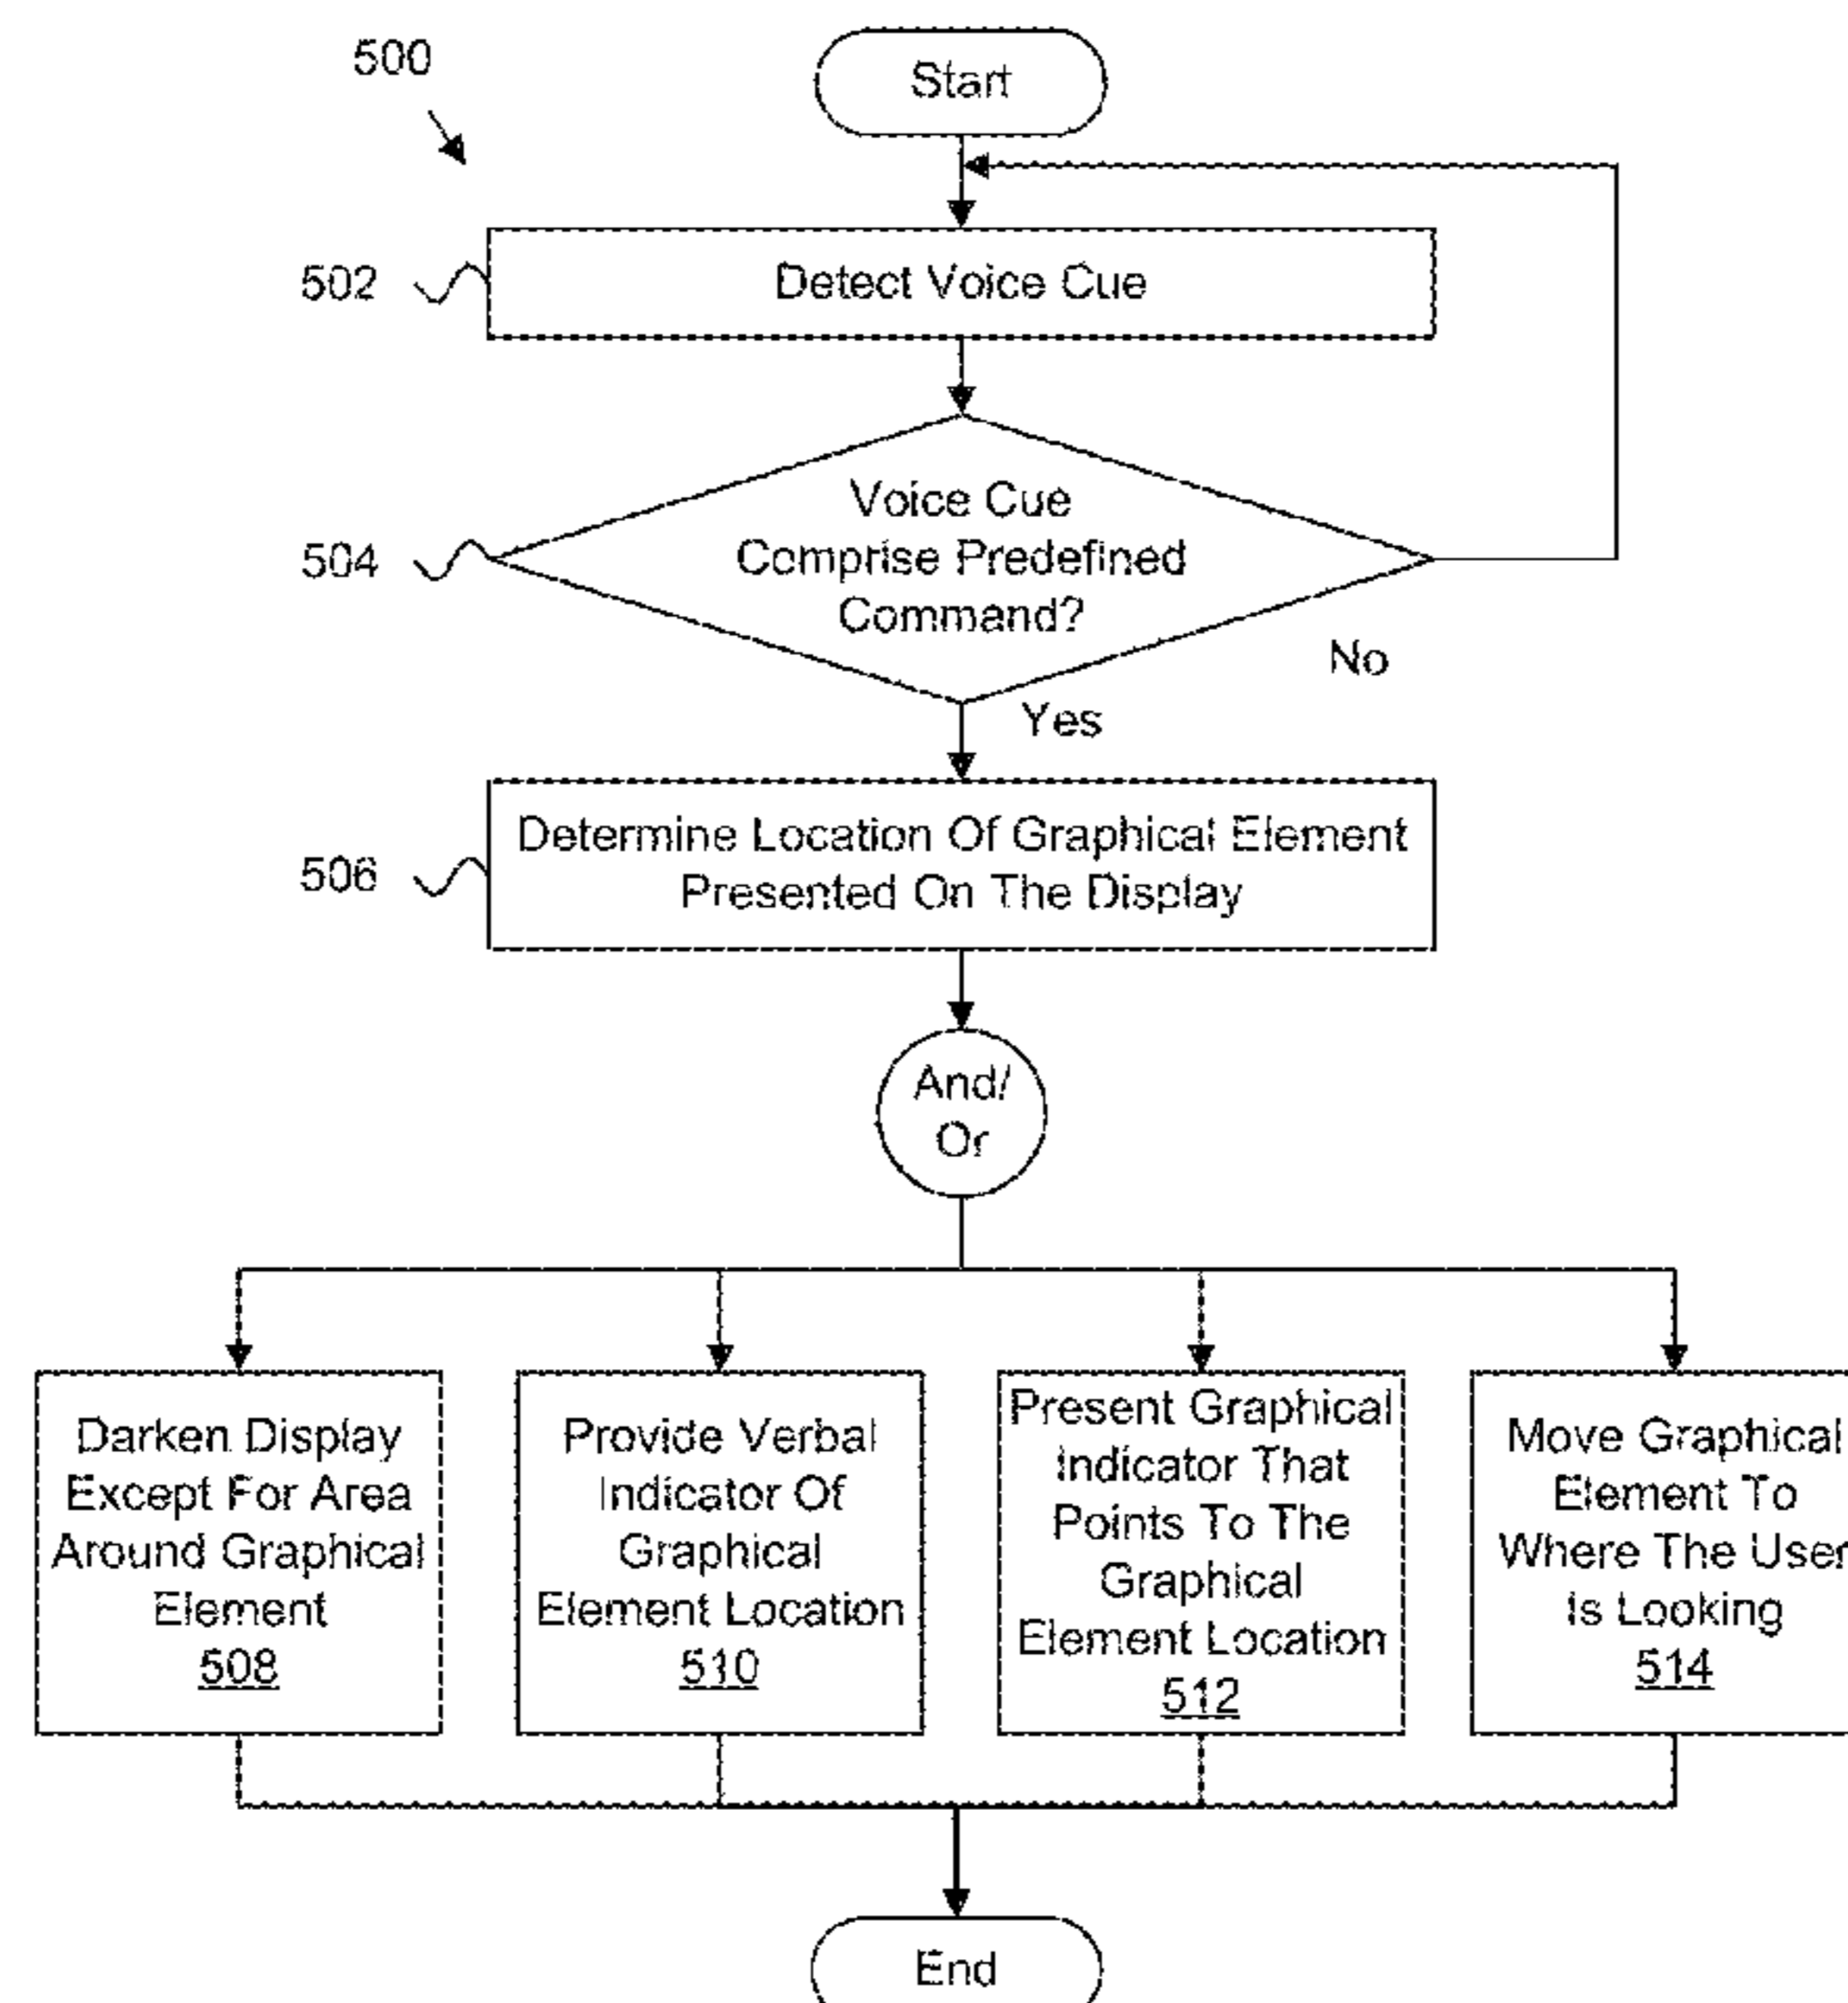 500
Start
502
Detect Voice Cue
504
Voice Cue
Comprise Predefined
Command?
No
Yes
506
Determine Location Of Graphical Element
Presented On The Display
And/
Or
Darken Display
Except For Area
Around Graphical
Element
508
Provide Verbal
Indicator Of
Graphical
Element Location
510
Present Graphical
Indicator That
Points To The
Graphical
Element Location
512
Move Graphical
Element To
Where The User
Is Looking
514
End